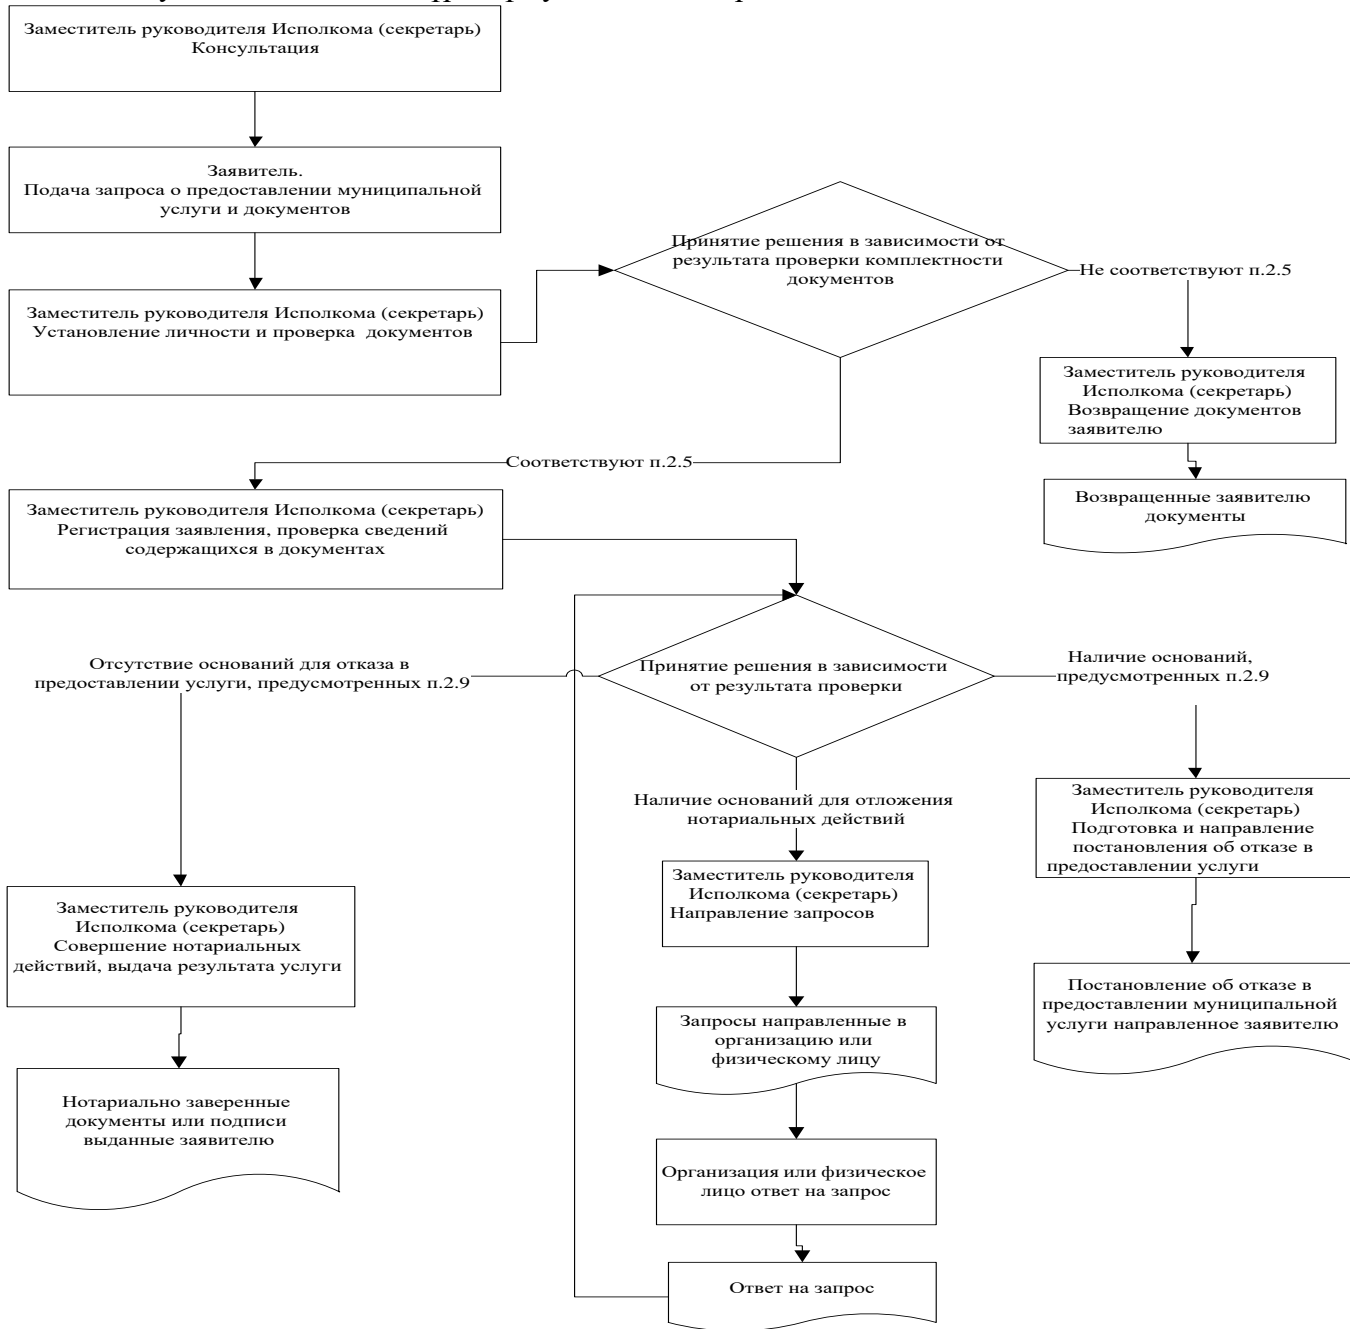 Заместитель руководителя Исполкома (секретарь)
Консультация
Заявитель.
Подача запроса о предоставлении муниципальной
услуги и документов
Заместитель руководителя Исполкома (секретарь)
Установление личности и проверка документов
Принятие решения в зависимости от
результата проверки комплектности
документов
Не соответствуют п.2.5
Заместитель руководителя
Исполкома (секретарь)
Возвращение документов
заявителю
Возвращенные заявителю
документы
Соответствуют п.2.5
Заместитель руководителя Исполкома (секретарь)
Регистрация заявления, проверка сведений
содержащихся в документах
Принятие решения в зависимости
от результата проверки
Отсутствие оснований для отказа в
предоставлении услуги, предусмотренных п.2.9
Наличие оснований,
предусмотренных п.2.9
Наличие оснований для отложения
нотариальных действий
Заместитель руководителя
Исполкома (секретарь)
Подготовка и направление
постановления об отказе в
предоставлении услуги
Заместитель руководителя
Исполкома (секретарь)
Направление запросов
Заместитель руководителя
Исполкома (секретарь)
Совершение нотариальных
действий, выдача результата услуги
Постановление об отказе в
предоставлении муниципальной
услуги направленное заявителю
Запросы направленные в
организацию или
физическому лицу
Нотариально заверенные
документы или подписи
выданные заявителю
Организация или физическое
лицо ответ на запрос
Ответ на запрос